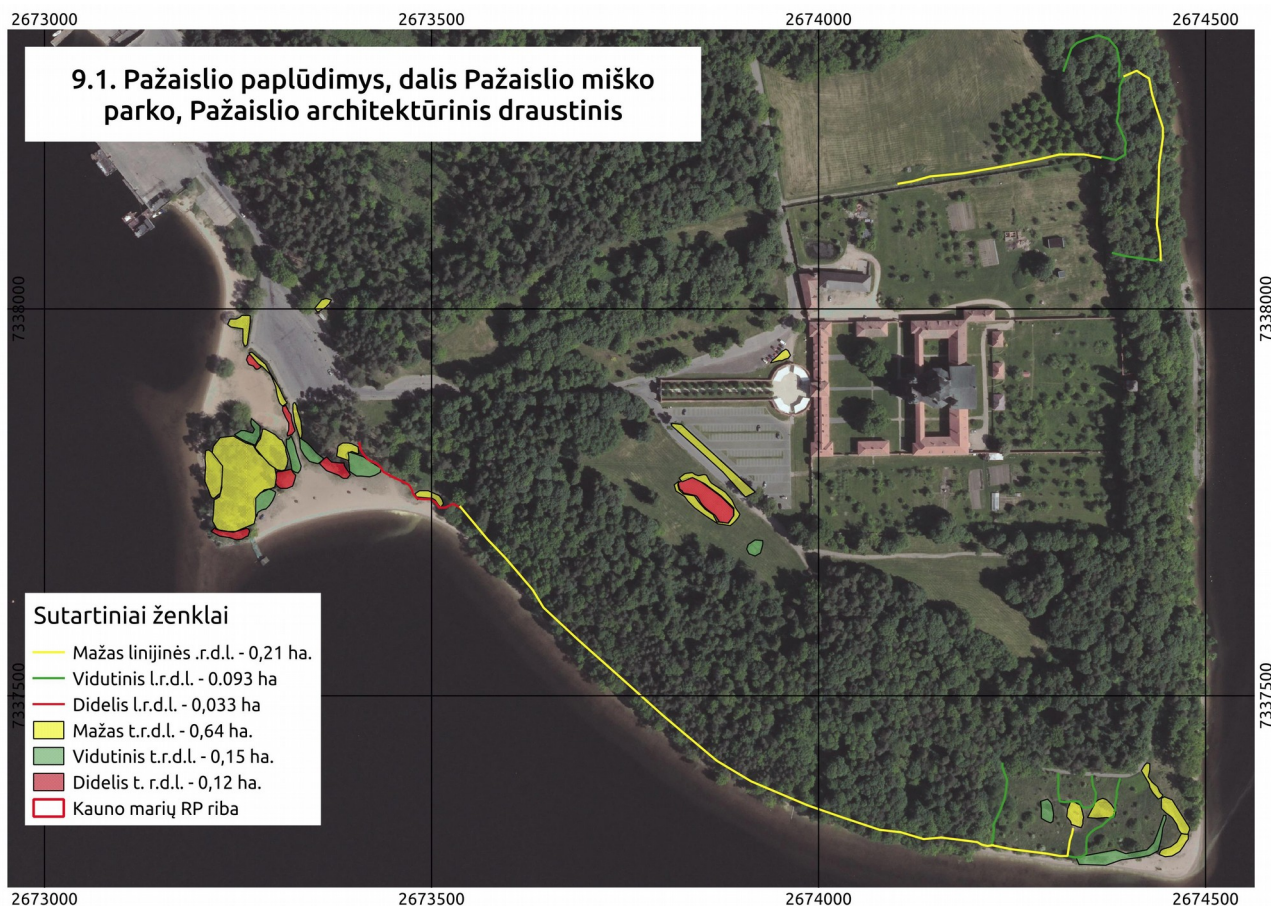 2673000 2673500 2674000 2674500
9.1. Pažaislio paplūdimys, dalis Pažaislio miško
parko, Pažaislio architektūrinis draustinis
7338000 7338000
Sutartiniai ženklai
Mažas linijinės .r.d.l. - 0,21 ha.
Vidutinis l.r.d.l. - 0.093 ha
Didelis l.r.d.l. - 0,033 ha
Mažas t.r.d.l. - 0,64 ha.
Vidutinis t.r.d.l. - 0,15 ha.
Didelis t. r.d.l. - 0,12 ha.
Kauno marių RP riba
7337500 7337500
2673000 2673500 2674000 2674500